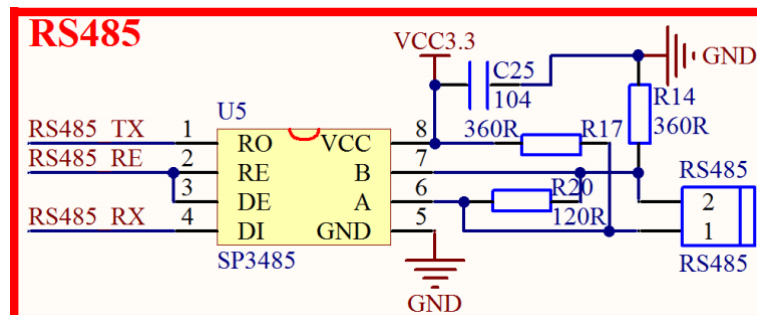 RS485
VCC3.3
GND
C25
104
R14
360R
U5
RS485 TX
1
RO
VCC
8
360R
R17
RS485 RE
2
RE
B
7
RS485
3
DE
A
6
R20
120R
2
RS485 RX
4
DI
GND
5
1
SP3485
RS485
GND